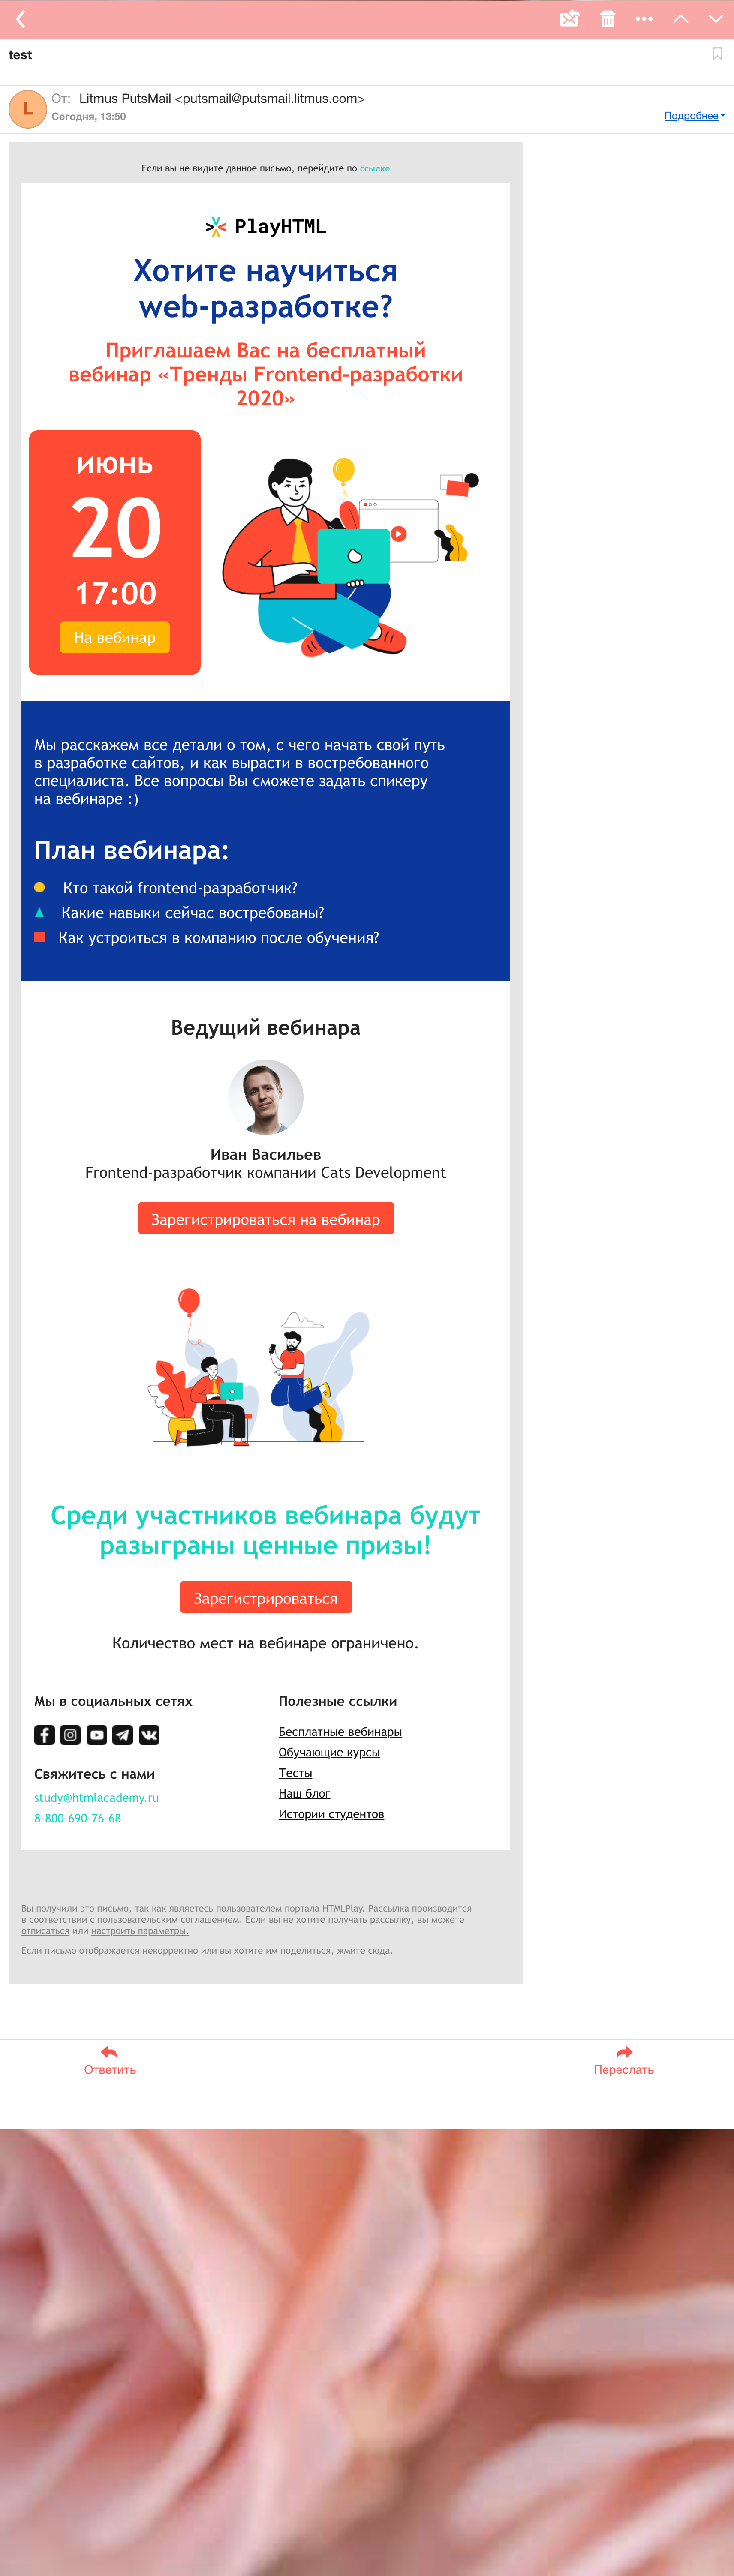 test
L
От: Litmus PutsMail <putsmail@putsmail.litmus.com>
Сегодня, 13:50
Подробнее
Если вы не видите данное письмо, перейдите по ссылке
PlayHTML
Хотите научиться
web-разработке?
Приглашаем Вас на бесплатный
вебинар «Тренды Frontend-разработки
2020»
июнь
20
17:00
На вебинар
Мы расскажем все детали о том, с чего начать свой путь
в разработке сайтов, и как вырасти в востребованного
специалиста. Все вопросы Вы сможете задать спикеру
на вебинаре :)
План вебинара:
Кто такой frontend-разработчик?
Какие навыки сейчас востребованы?
Как устроиться в компанию после обучения?
Ведущий вебинара
Иван Васильев
Frontend-разработчик компании Cats Development
Зарегистрироваться на вебинар
Среди участников вебинара будут
разыграны ценные призы!
Зарегистрироваться
Количество мест на вебинаре ограничено.
Мы в социальных сетях
Свяжитесь с нами
study@htmlacademy.ru
8-800-690-76-68
Полезные ссылки
Бесплатные вебинары
Обучающие курсы
Тесты
Наш блог
Истории студентов
Вы получили это письмо, так как являетесь пользователем портала HTMLPlay. Рассылка производится
в соответствии с пользовательским соглашением. Если вы не хотите получать рассылку, вы можете
отписаться или настроить параметры.
Если письмо отображается некорректно или вы хотите им поделиться, жмите сюда.
Ответить
Переслать